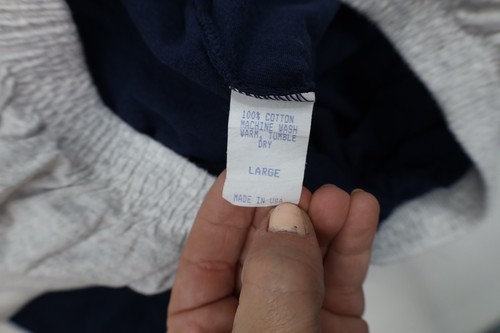 100% COTTON
MACHINE WASH
WARM, TUMBLE
DRY
LARGE
MADE IN USA